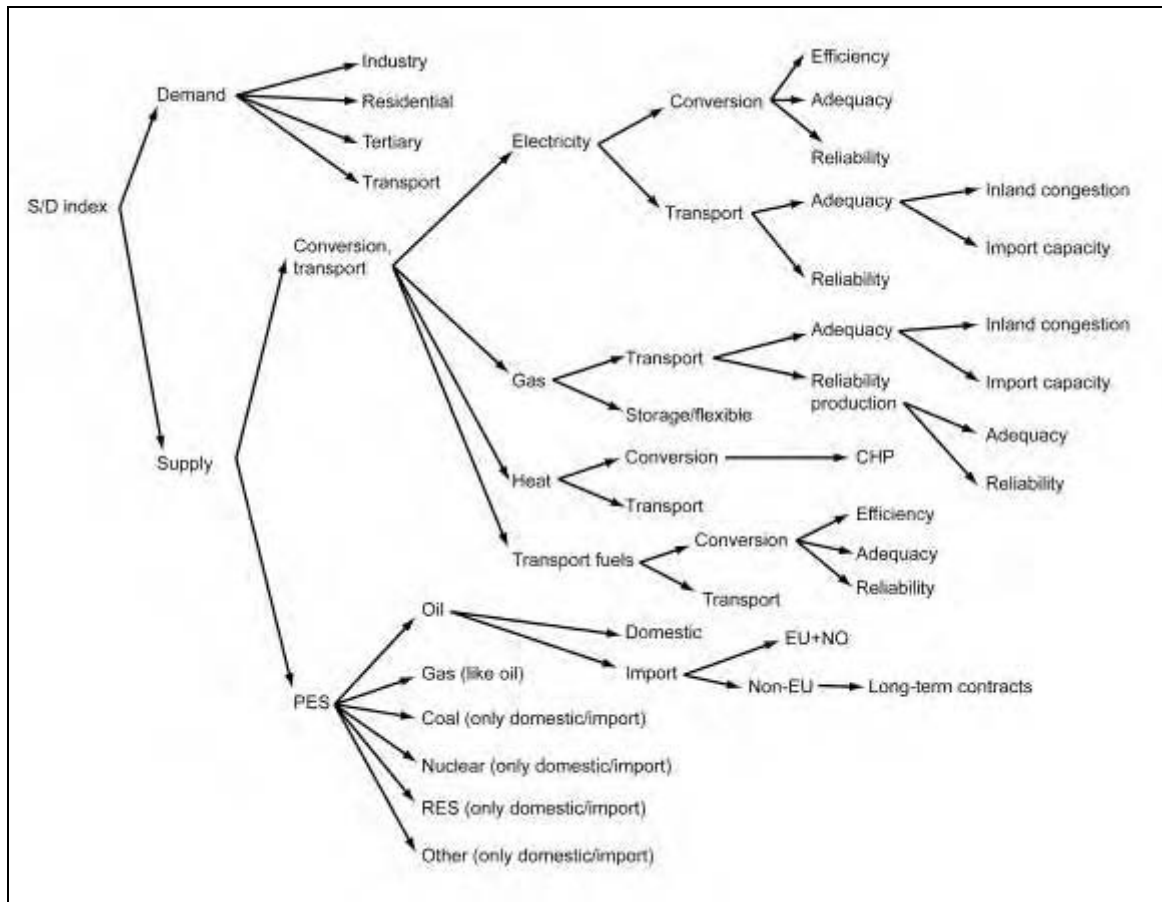 S/D index
Demand
Industry
Residential
Tertiary
Transport
Supply
Conversion,
transport
Electricity
Conversion
Efficiency
Adequacy
Reliability
Transport
Adequacy
Inland congestion
Import capacity
Reliability
Gas
Transport
Adequacy
Inland congestion
Import capacity
Reliability
production
Adequacy
Reliability
Storage/flexible
Heat
Conversion
CHP
Transport
Transport fuels
Conversion
Efficiency
Adequacy
Reliability
Transport
PES
Oil
Domestic
Import
EU+NO
Non-EU
Long-term contracts
Gas (like oil)
Coal (only domestic/import)
Nuclear (only domestic/import)
RES (only domestic/import)
Other (only domestic/import)